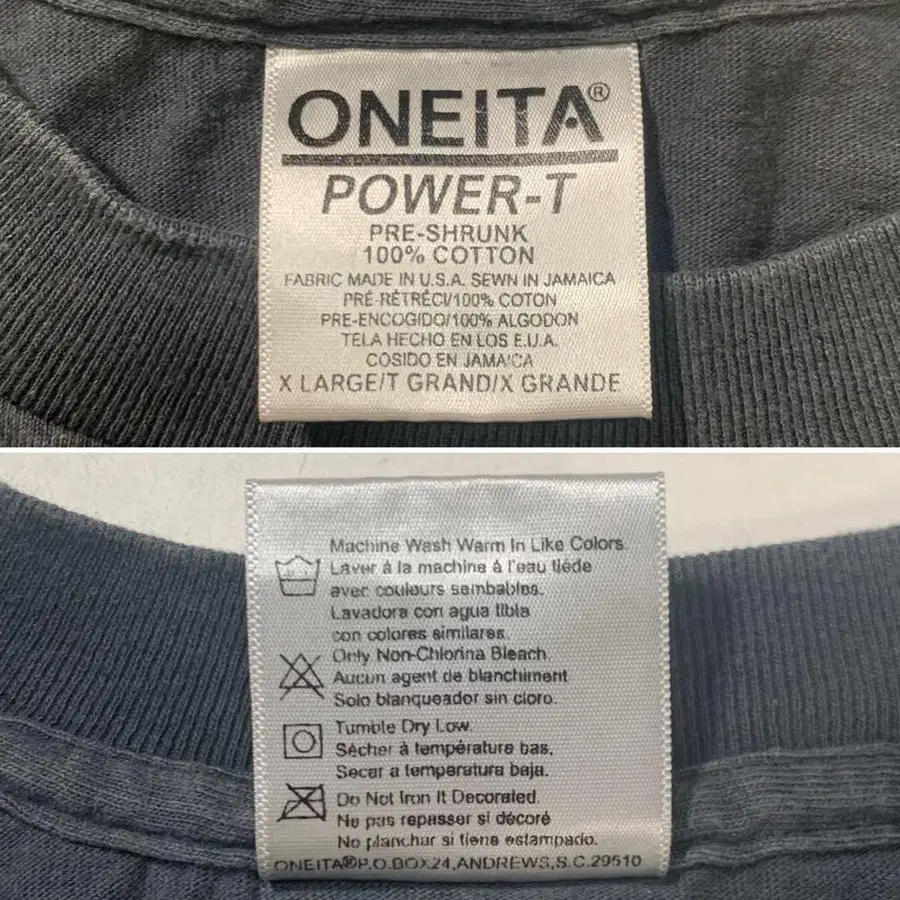 ONEITA®
POWER-T
PRE-SHRUNK
100% COTTON
FABRIC MADE IN U.S.A. SEWN IN JAMAICA
PRÉ-RÉTRÉCI/100% COTON
PRE-ENCOGIDO/100% ALGODON
TELA HECHO EN LOS E.U.A.
COSIDO EN JAMAICA
X LARGE/T GRAND/X GRANDE
Machine Wash Warm In Like Colors.
Laver à la machine à l'eau tiède
avec couleurs sambables.
Lavadora con agua tibia
con colores similares.
Only Non-Chlorina Bleach.
Aucun agent de blanchiment
Solo blanqueador sin cloro.
Tumble Dry Low.
Sécher à température bas,
Secar a temperatura baja.
Do Not Iron It Decorated.
Ne pas repasser si décoré
No planchar si tiene estampado.
ONEITA®P.O.BOX24,ANDREWS,S.C.29510